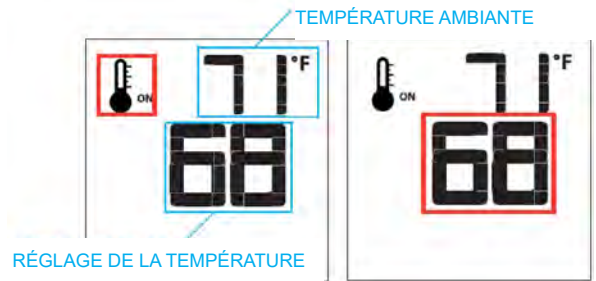 TEMPÉRATURE AMBIANTE
71 °F
ON
68
RÉGLAGE DE LA TEMPÉRATURE
71 °F
ON
68